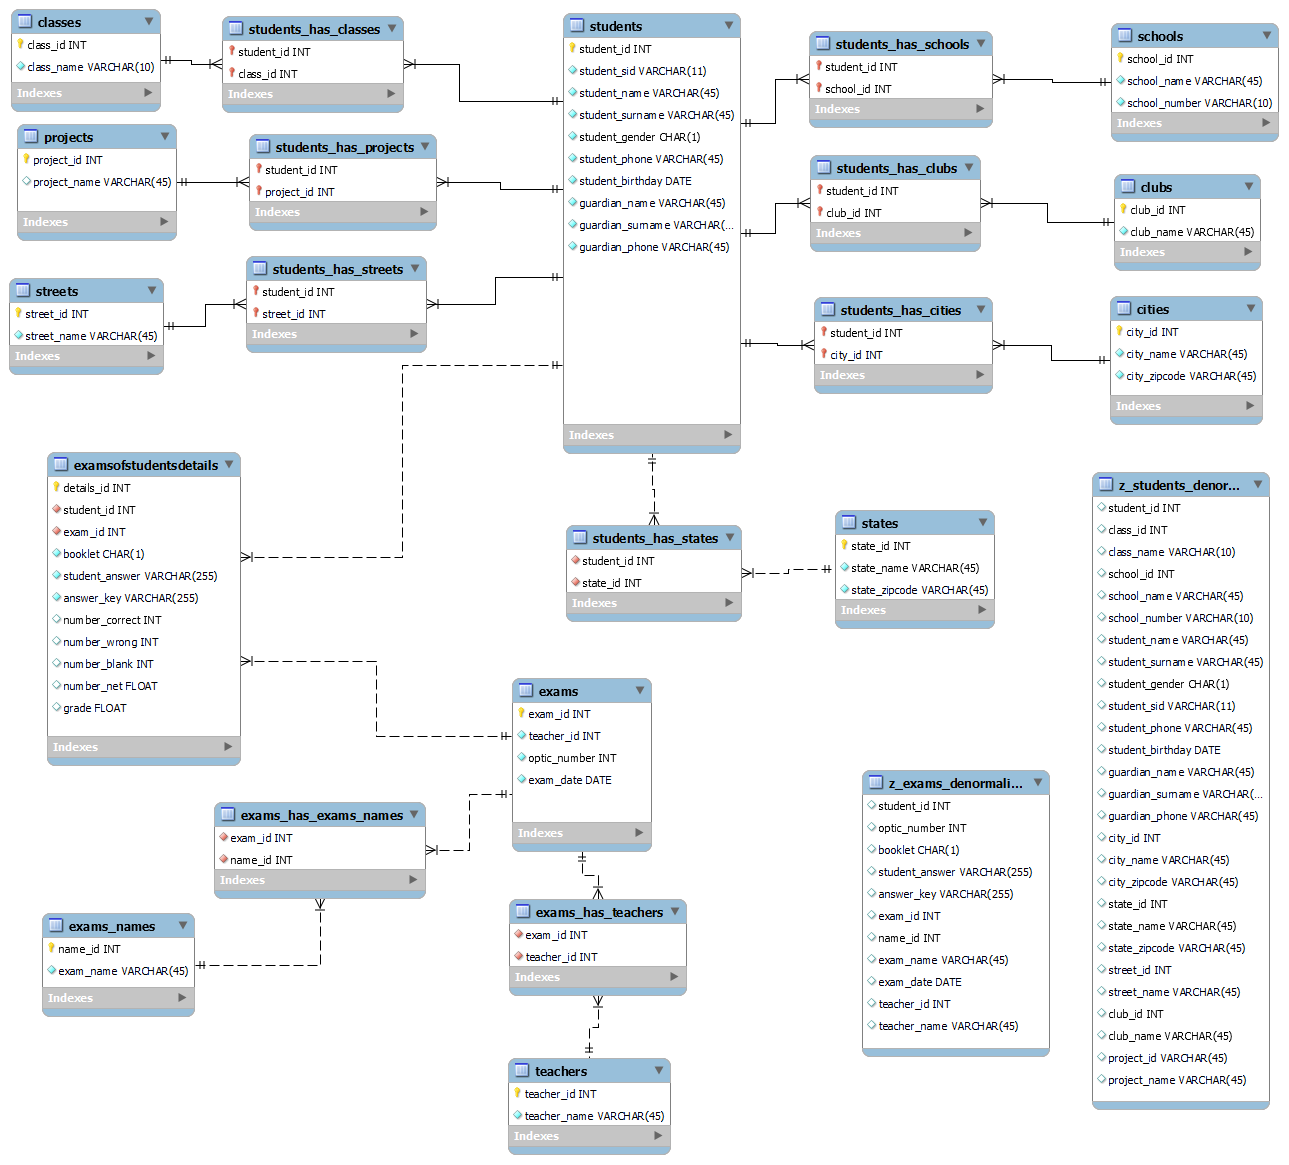 classes
class_id INT
class_name VARCHAR(10)
Indexes
students_has_classes
student_id INT
class_id INT
Indexes
students
student_id INT
student_sid VARCHAR(11)
student_name VARCHAR(45)
student_surname VARCHAR(45)
student_gender CHAR(1)
student_phone VARCHAR(45)
student_birthday DATE
guardian_name VARCHAR(45)
guardian_surname VARCHAR(...
guardian_phone VARCHAR(45)
Indexes
students_has_schools
student_id INT
school_id INT
Indexes
schools
school_id INT
school_name VARCHAR(45)
school_number VARCHAR(10)
Indexes
projects
project_id INT
project_name VARCHAR(45)
Indexes
students_has_projects
student_id INT
project_id INT
Indexes
students_has_clubs
student_id INT
club_id INT
Indexes
clubs
club_id INT
club_name VARCHAR(45)
Indexes
streets
street_id INT
street_name VARCHAR(45)
Indexes
students_has_streets
student_id INT
street_id INT
Indexes
students_has_cities
student_id INT
city_id INT
Indexes
cities
city_id INT
city_name VARCHAR(45)
city_zipcode VARCHAR(45)
Indexes
examsofstudentsdetails
details_id INT
student_id INT
exam_id INT
booklet CHAR(1)
student_answer VARCHAR(255)
answer_key VARCHAR(255)
number_correct INT
number_wrong INT
number_blank INT
number_net FLOAT
grade FLOAT
Indexes
students_has_states
student_id INT
state_id INT
Indexes
states
state_id INT
state_name VARCHAR(45)
state_zipcode VARCHAR(45)
Indexes
z_students_denor...
student_id INT
class_id INT
class_name VARCHAR(10)
school_id INT
school_name VARCHAR(45)
school_number VARCHAR(10)
student_name VARCHAR(45)
student_surname VARCHAR(45)
student_gender CHAR(1)
student_sid VARCHAR(11)
student_phone VARCHAR(45)
student_birthday DATE
guardian_name VARCHAR(45)
guardian_surname VARCHAR(...
guardian_phone VARCHAR(45)
city_id INT
city_name VARCHAR(45)
city_zipcode VARCHAR(45)
state_id INT
state_name VARCHAR(45)
state_zipcode VARCHAR(45)
street_id INT
street_name VARCHAR(45)
club_id INT
club_name VARCHAR(45)
project_id VARCHAR(45)
project_name VARCHAR(45)
exams
exam_id INT
teacher_id INT
optic_number INT
exam_date DATE
Indexes
z_exams_denormali...
student_id INT
optic_number INT
booklet CHAR(1)
student_answer VARCHAR(255)
answer_key VARCHAR(255)
exam_id INT
name_id INT
exam_name VARCHAR(45)
exam_date DATE
teacher_id INT
teacher_name VARCHAR(45)
exams_has_exams_names
exam_id INT
name_id INT
Indexes
exams_names
name_id INT
exam_name VARCHAR(45)
Indexes
exams_has_teachers
exam_id INT
teacher_id INT
Indexes
teachers
teacher_id INT
teacher_name VARCHAR(45)
Indexes